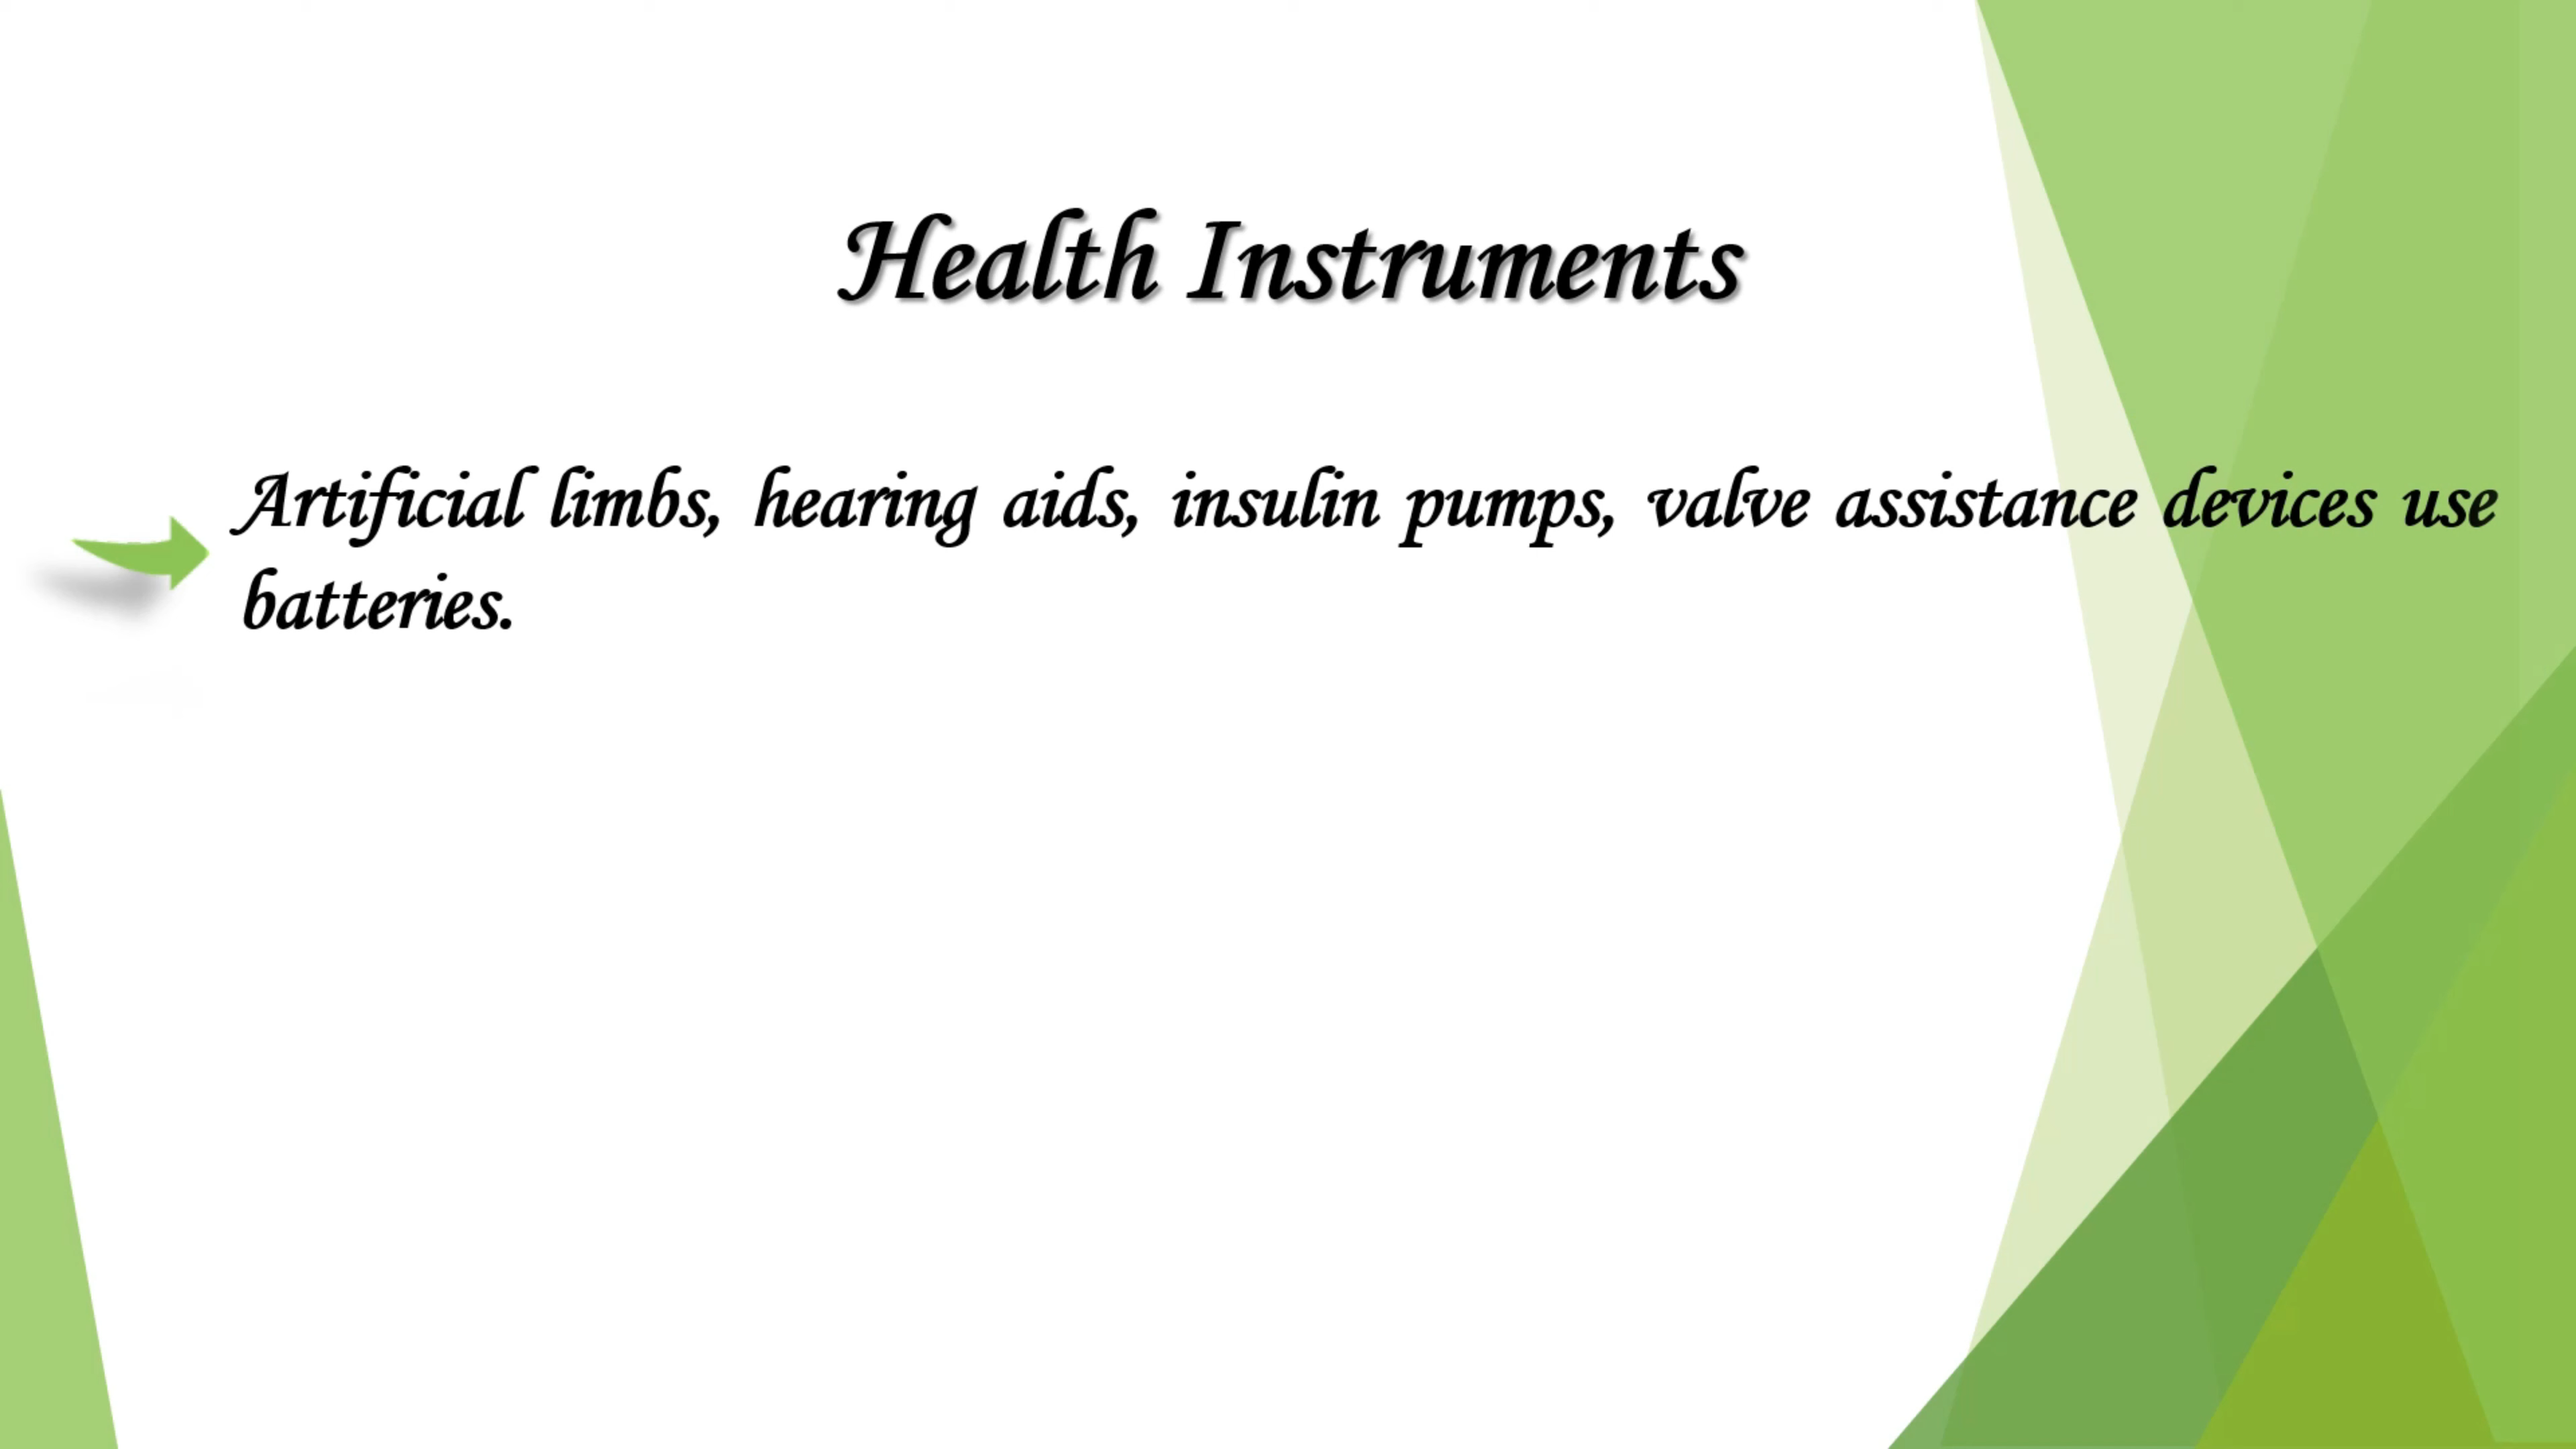 Health Instruments
Artificial limbs, hearing aids, insulin pumps, valve assistance devices use
batteries.